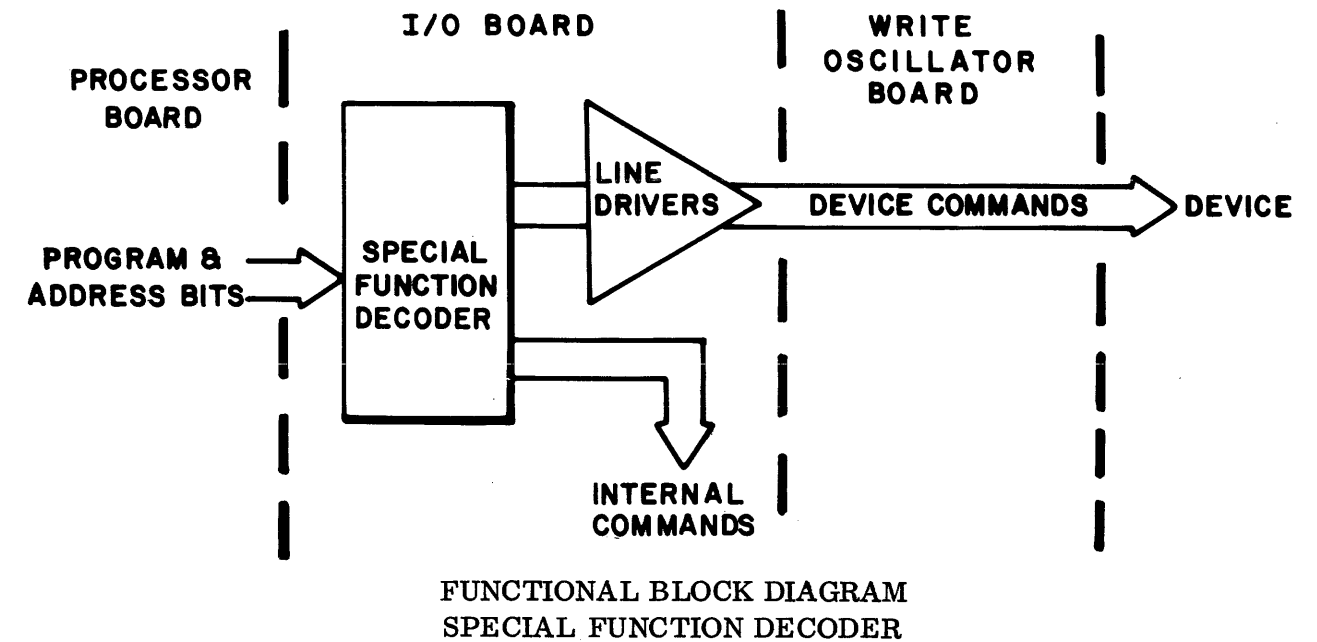 I/O BOARD
WRITE
OSCILLATOR
BOARD
PROCESSOR
BOARD
LINE
DRIVERS
DEVICE COMMANDS
DEVICE
PROGRAM &
ADDRESS BITS
SPECIAL
FUNCTION
DECODER
INTERNAL
COMMANDS
FUNCTIONAL BLOCK DIAGRAM
SPECIAL FUNCTION DECODER